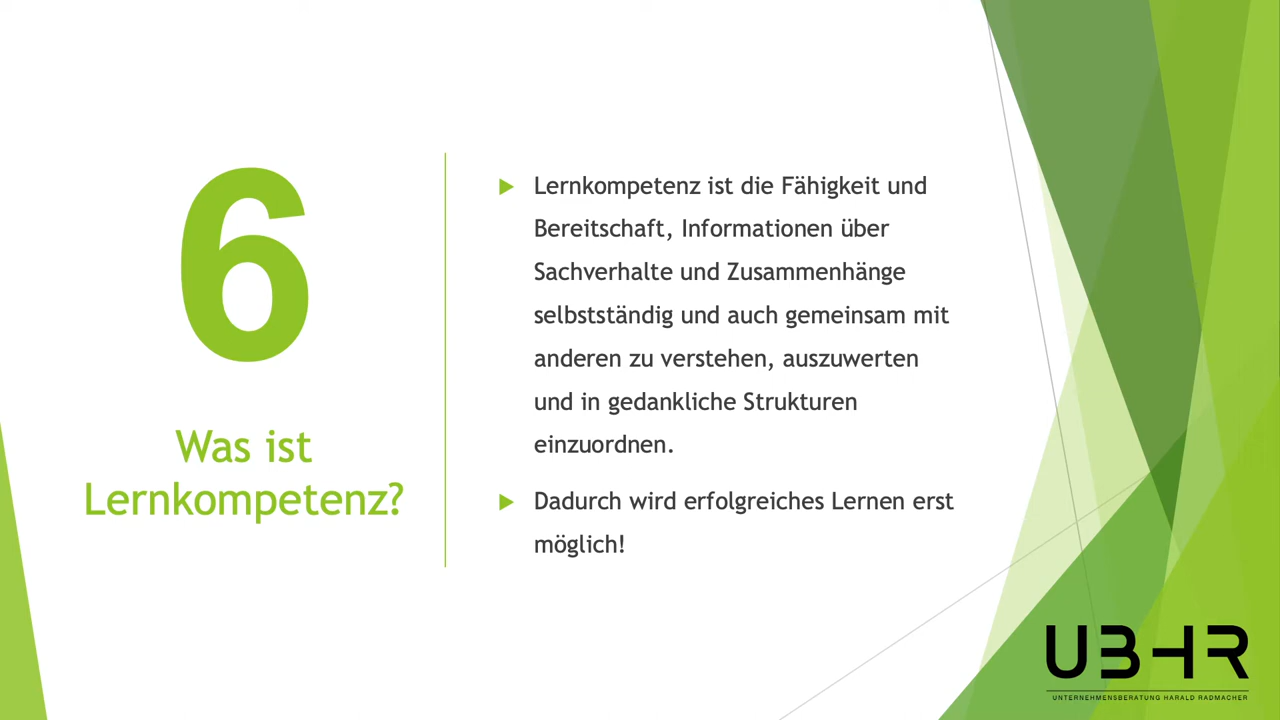 6
Was ist
Lernkompetenz?
Lernkompetenz ist die Fähigkeit und
Bereitschaft, Informationen über
Sachverhalte und Zusammenhänge
selbstständig und auch gemeinsam mit
anderen zu verstehen, auszuwerten
und in gedankliche Strukturen
einzuordnen.
Dadurch wird erfolgreiches Lernen erst
möglich!
UBHR
UNTERNEHMENSBERATUNG HARALD RADMACHER